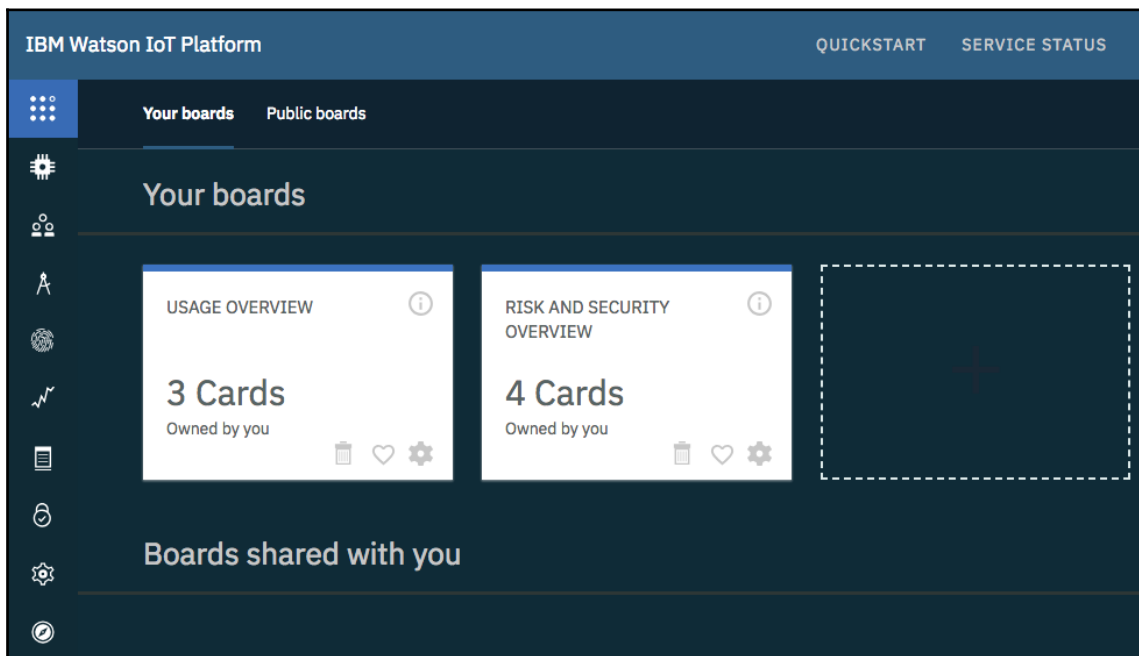 IBM Watson IoT Platform
QUICKSTART
SERVICE STATUS
Your boards
Public boards
Your boards
USAGE OVERVIEW
3 Cards
Owned by you
RISK AND SECURITY
OVERVIEW
4 Cards
Owned by you
Boards shared with you